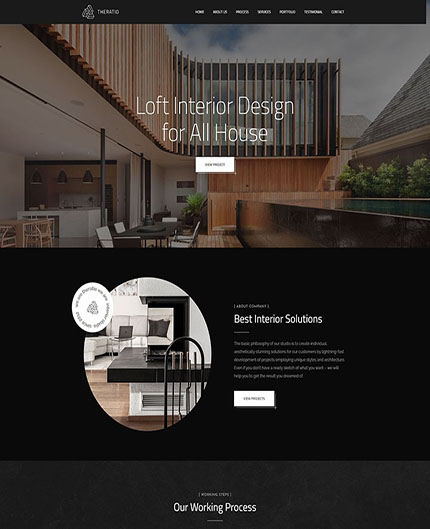 THERATIO
HOME ABOUT US PROCESS SERVICES PORTFOLIO TESTIMONIAL CONTACT
Loft Interior Design
for All House
VIEW PROJECT
[ ABOUT COMPANY ]
Best Interior Solutions
The basic philosophy of our studio is to create individual,
aesthetically stunning solutions for our customers by lightning-fast
development of projects employing unique styles and architecture.
Even if you don't have a ready sketch of what you want – we will
help you to get the result you dreamed of.
VIEW PROJECTS
[ WORKING STEPS ]
Our Working Process